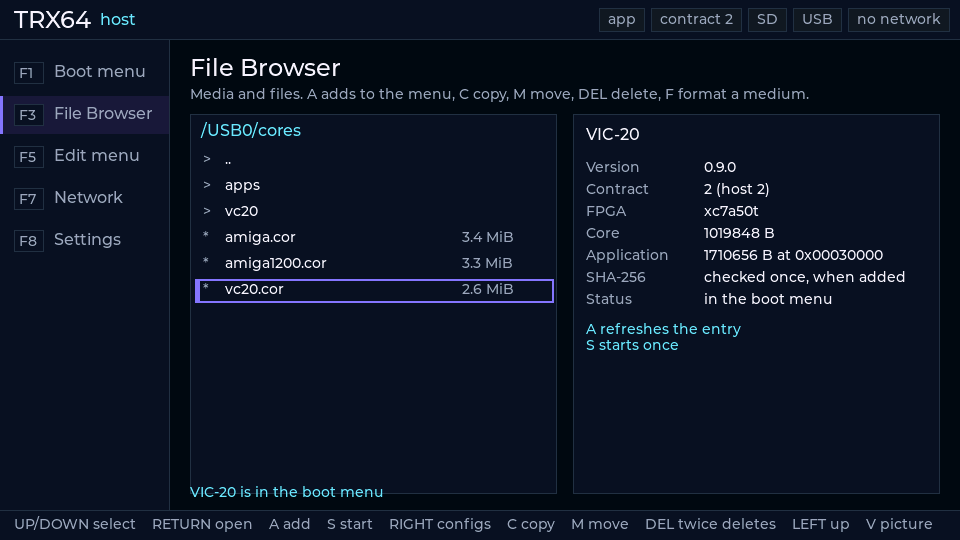 TRX64 host
app contract 2 SD USB no network
F1 Boot menu
F3 File Browser
F5 Edit menu
F7 Network
F8 Settings
File Browser
Media and files. A adds to the menu, C copy, M move, DEL delete, F format a medium.
/USB0/cores
> ..
> apps
> vc20
* amiga.cor 3.4 MiB
* amiga1200.cor 3.3 MiB
* vc20.cor 2.6 MiB
VIC-20 is in the boot menu
VIC-20
Version 0.9.0
Contract 2 (host 2)
FPGA xc7a50t
Core 1019848 B
Application 1710656 B at 0x00030000
SHA-256 checked once, when added
Status in the boot menu
A refreshes the entry
S starts once
UP/DOWN select RETURN open A add S start RIGHT configs C copy M move DEL twice deletes LEFT up V picture